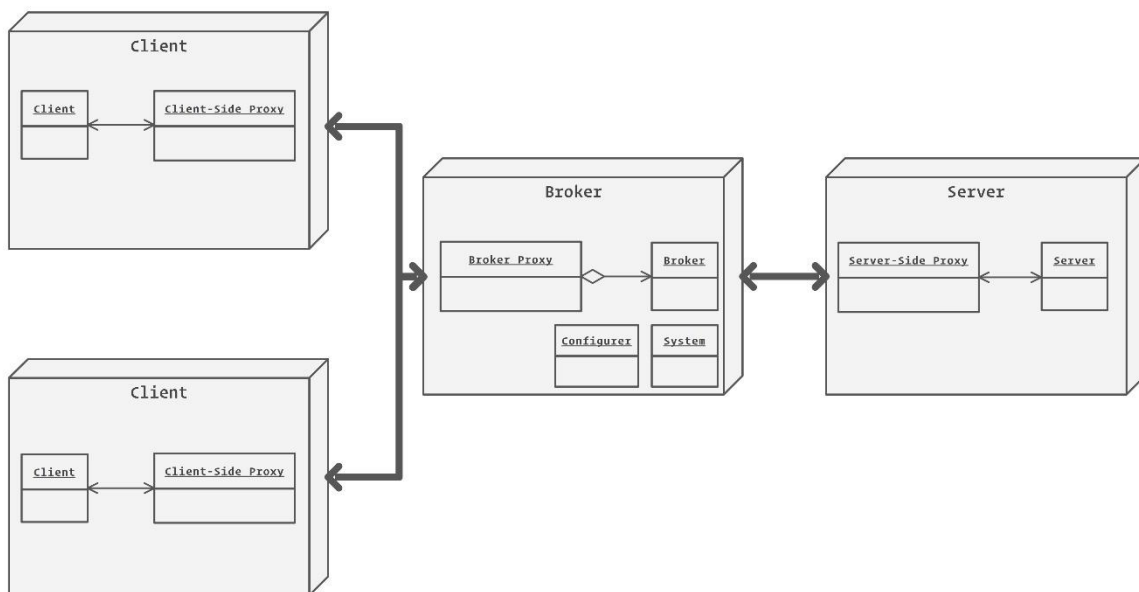 Client
Client
Client-Side Proxy
Broker
Broker Proxy
Broker
Configurer
System
Server
Server-Side Proxy
Server
Client
Client
Client-Side Proxy